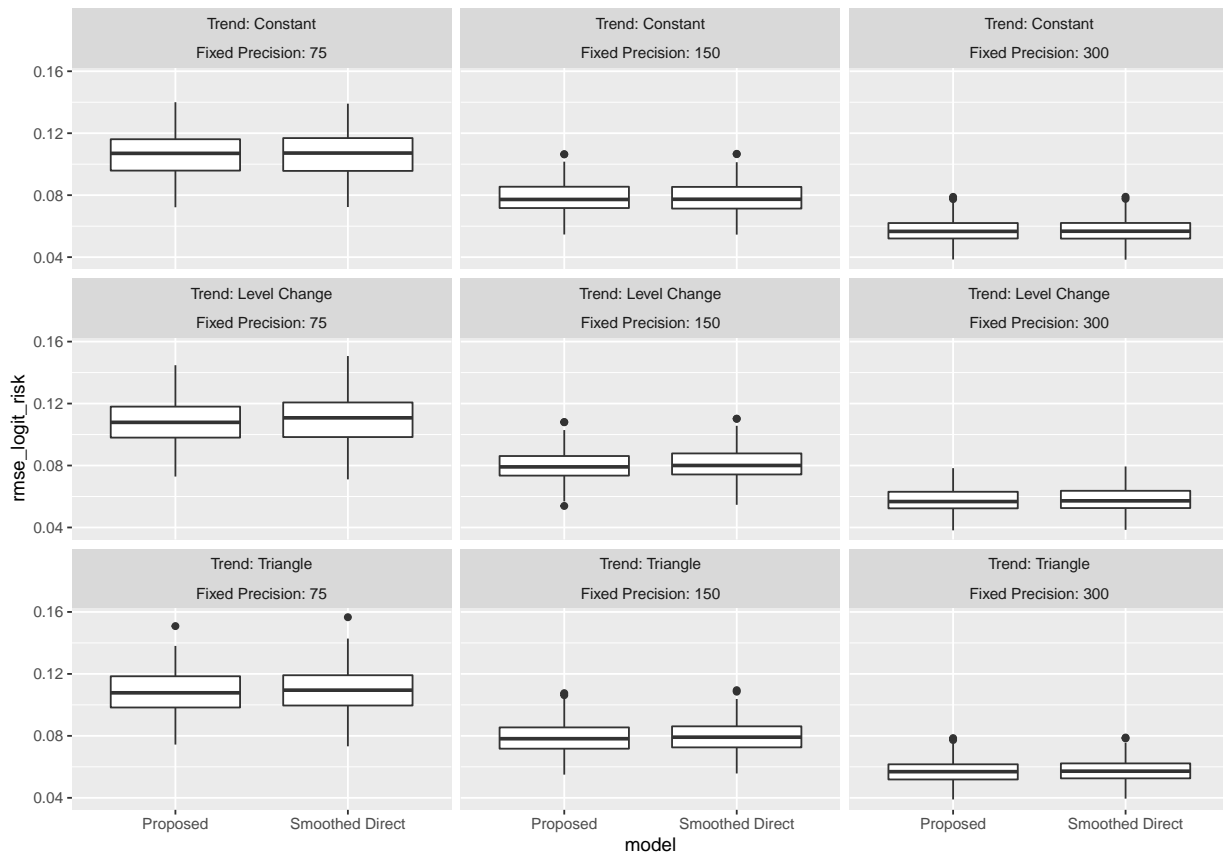 Trend: Constant
Fixed Precision: 75
Trend: Constant
Fixed Precision: 150
Trend: Constant
Fixed Precision: 300
0.16
0.12
0.08
0.04
Trend: Level Change
Fixed Precision: 75
Trend: Level Change
Fixed Precision: 150
Trend: Level Change
Fixed Precision: 300
0.16
0.12
0.08
0.04
rmse_logit_risk
Trend: Triangle
Fixed Precision: 75
Trend: Triangle
Fixed Precision: 150
Trend: Triangle
Fixed Precision: 300
0.16
0.12
0.08
0.04
Proposed
Smoothed Direct
Proposed
Smoothed Direct
Proposed
Smoothed Direct
model